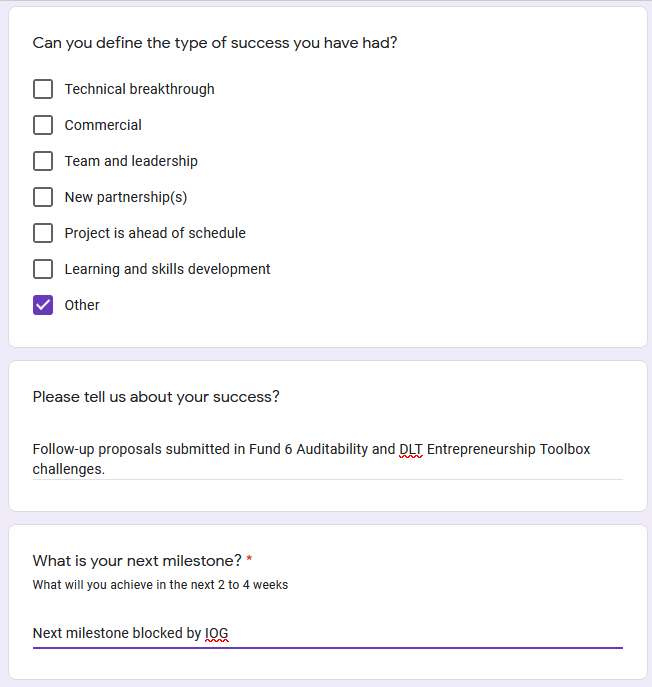 Can you define the type of success you have had?
Technical breakthrough
Commercial
Team and leadership
New partnership(s)
Project is ahead of schedule
Learning and skills development
Other
Please tell us about your success?
Follow-up proposals submitted in Fund 6 Auditability and DLT Entrepreneurship Toolbox
challenges.
What is your next milestone? *
What will you achieve in the next 2 to 4 weeks
Next milestone blocked by IOG